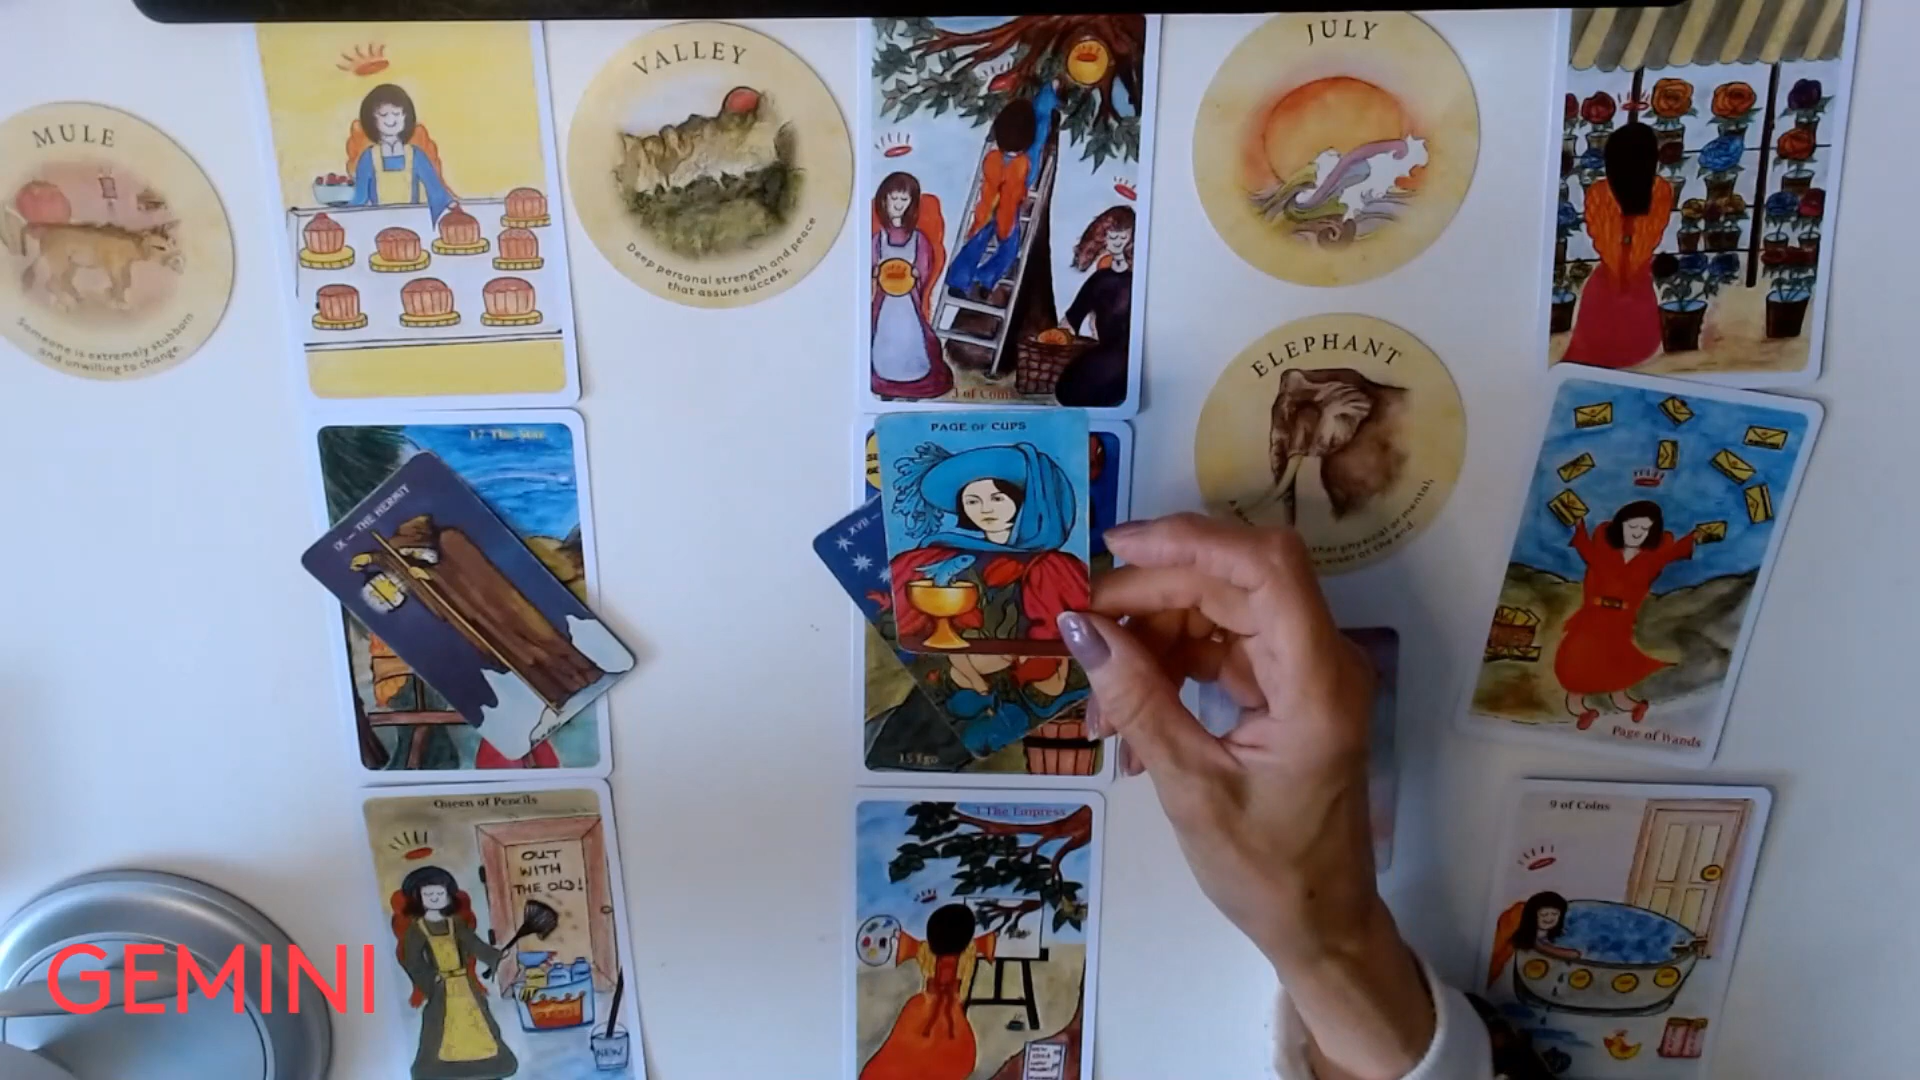 MULE
Someone is extremely stubborn
and unwilling to change.
VALLEY
Deep personal strength and peace
that assure success.
3 of Coins
JULY
ELEPHANT
17 The Star
IX — THE HERMIT
PAGE OF CUPS
XVII —
15 Ego
Page of Wands
Queen of Pencils
OUT
WITH
THE OLD!
NEW
3 The Empress
9 of Coins
GEMINI